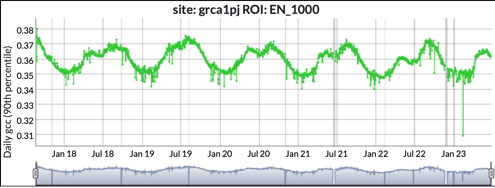 site: grca1pj ROI: EN_1000
Daily gcc (90th percentile)
0.38
0.37
0.36
0.35
0.34
0.33
0.32
0.31
Jan 18 Jul 18 Jan 19 Jul 19 Jan 20 Jul 20 Jan 21 Jul 21 Jan 22 Jul 22 Jan 23